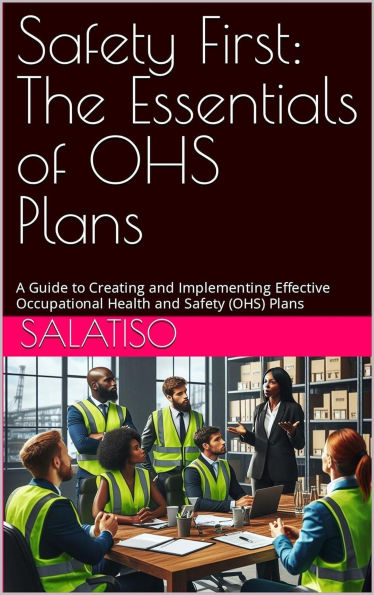 Safety First:
The Essentials
of OHS
Plans
A Guide to Creating and Implementing Effective
Occupational Health and Safety (OHS) Plans
SALATISO